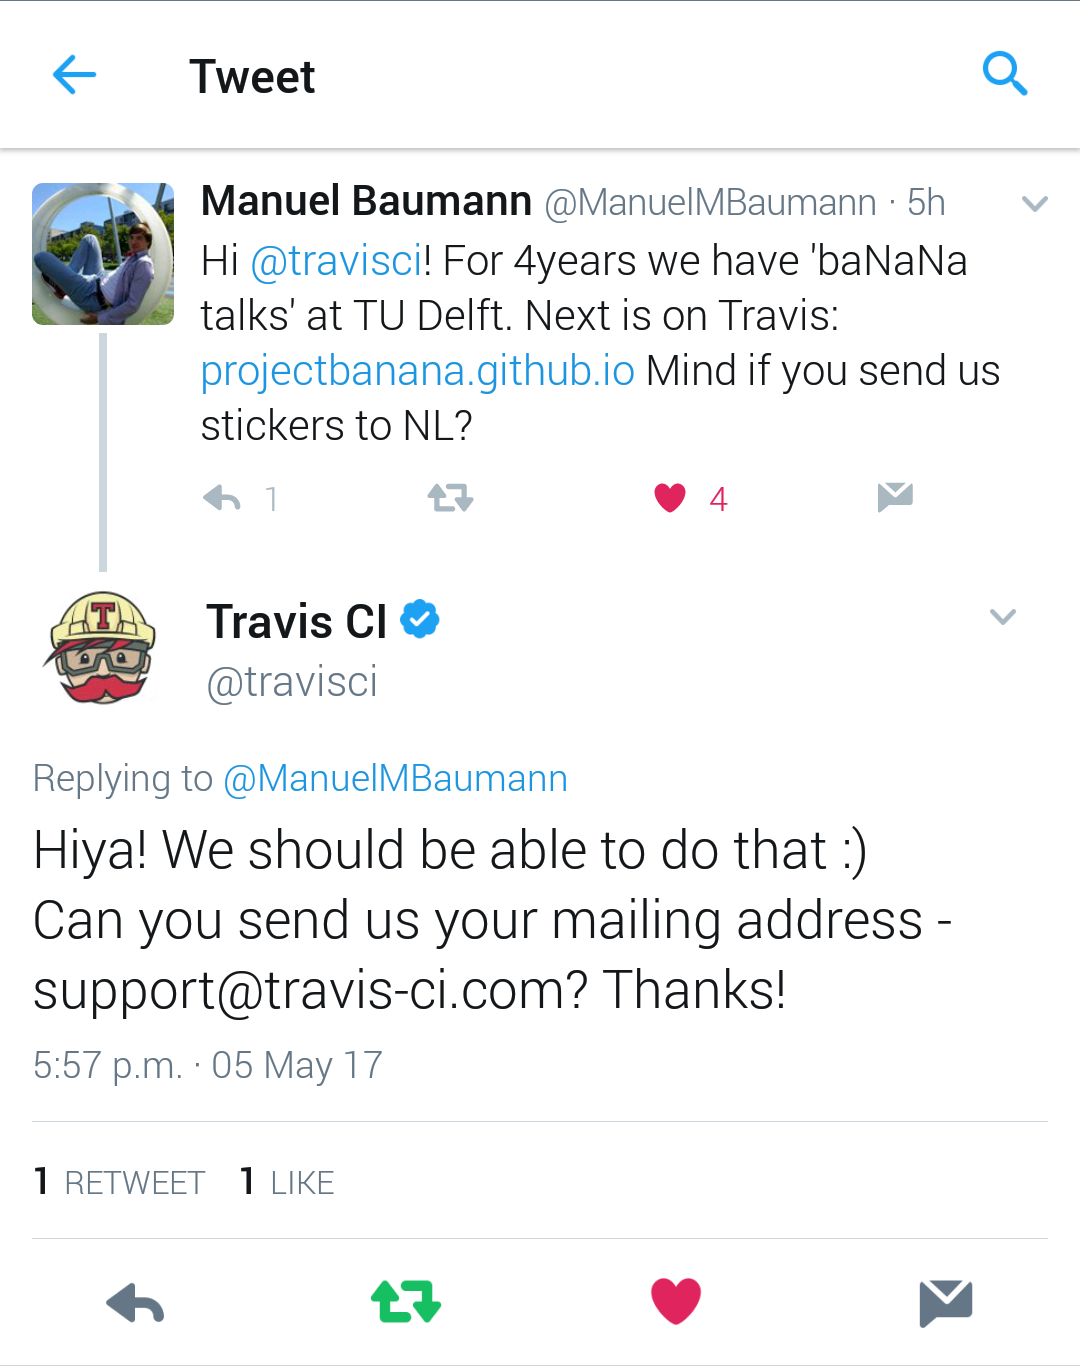 Tweet
Manuel Baumann @ManuelMBaumann · 5h
Hi @travisci! For 4years we have 'baNaNa
talks' at TU Delft. Next is on Travis:
projectbanana.github.io Mind if you send us
stickers to NL?
1 4
T
Travis CI
@travisci
Replying to @ManuelMBaumann
Hiya! We should be able to do that :)
Can you send us your mailing address -
support@travis-ci.com? Thanks!
5:57 p.m. · 05 May 17
1 RETWEET 1 LIKE